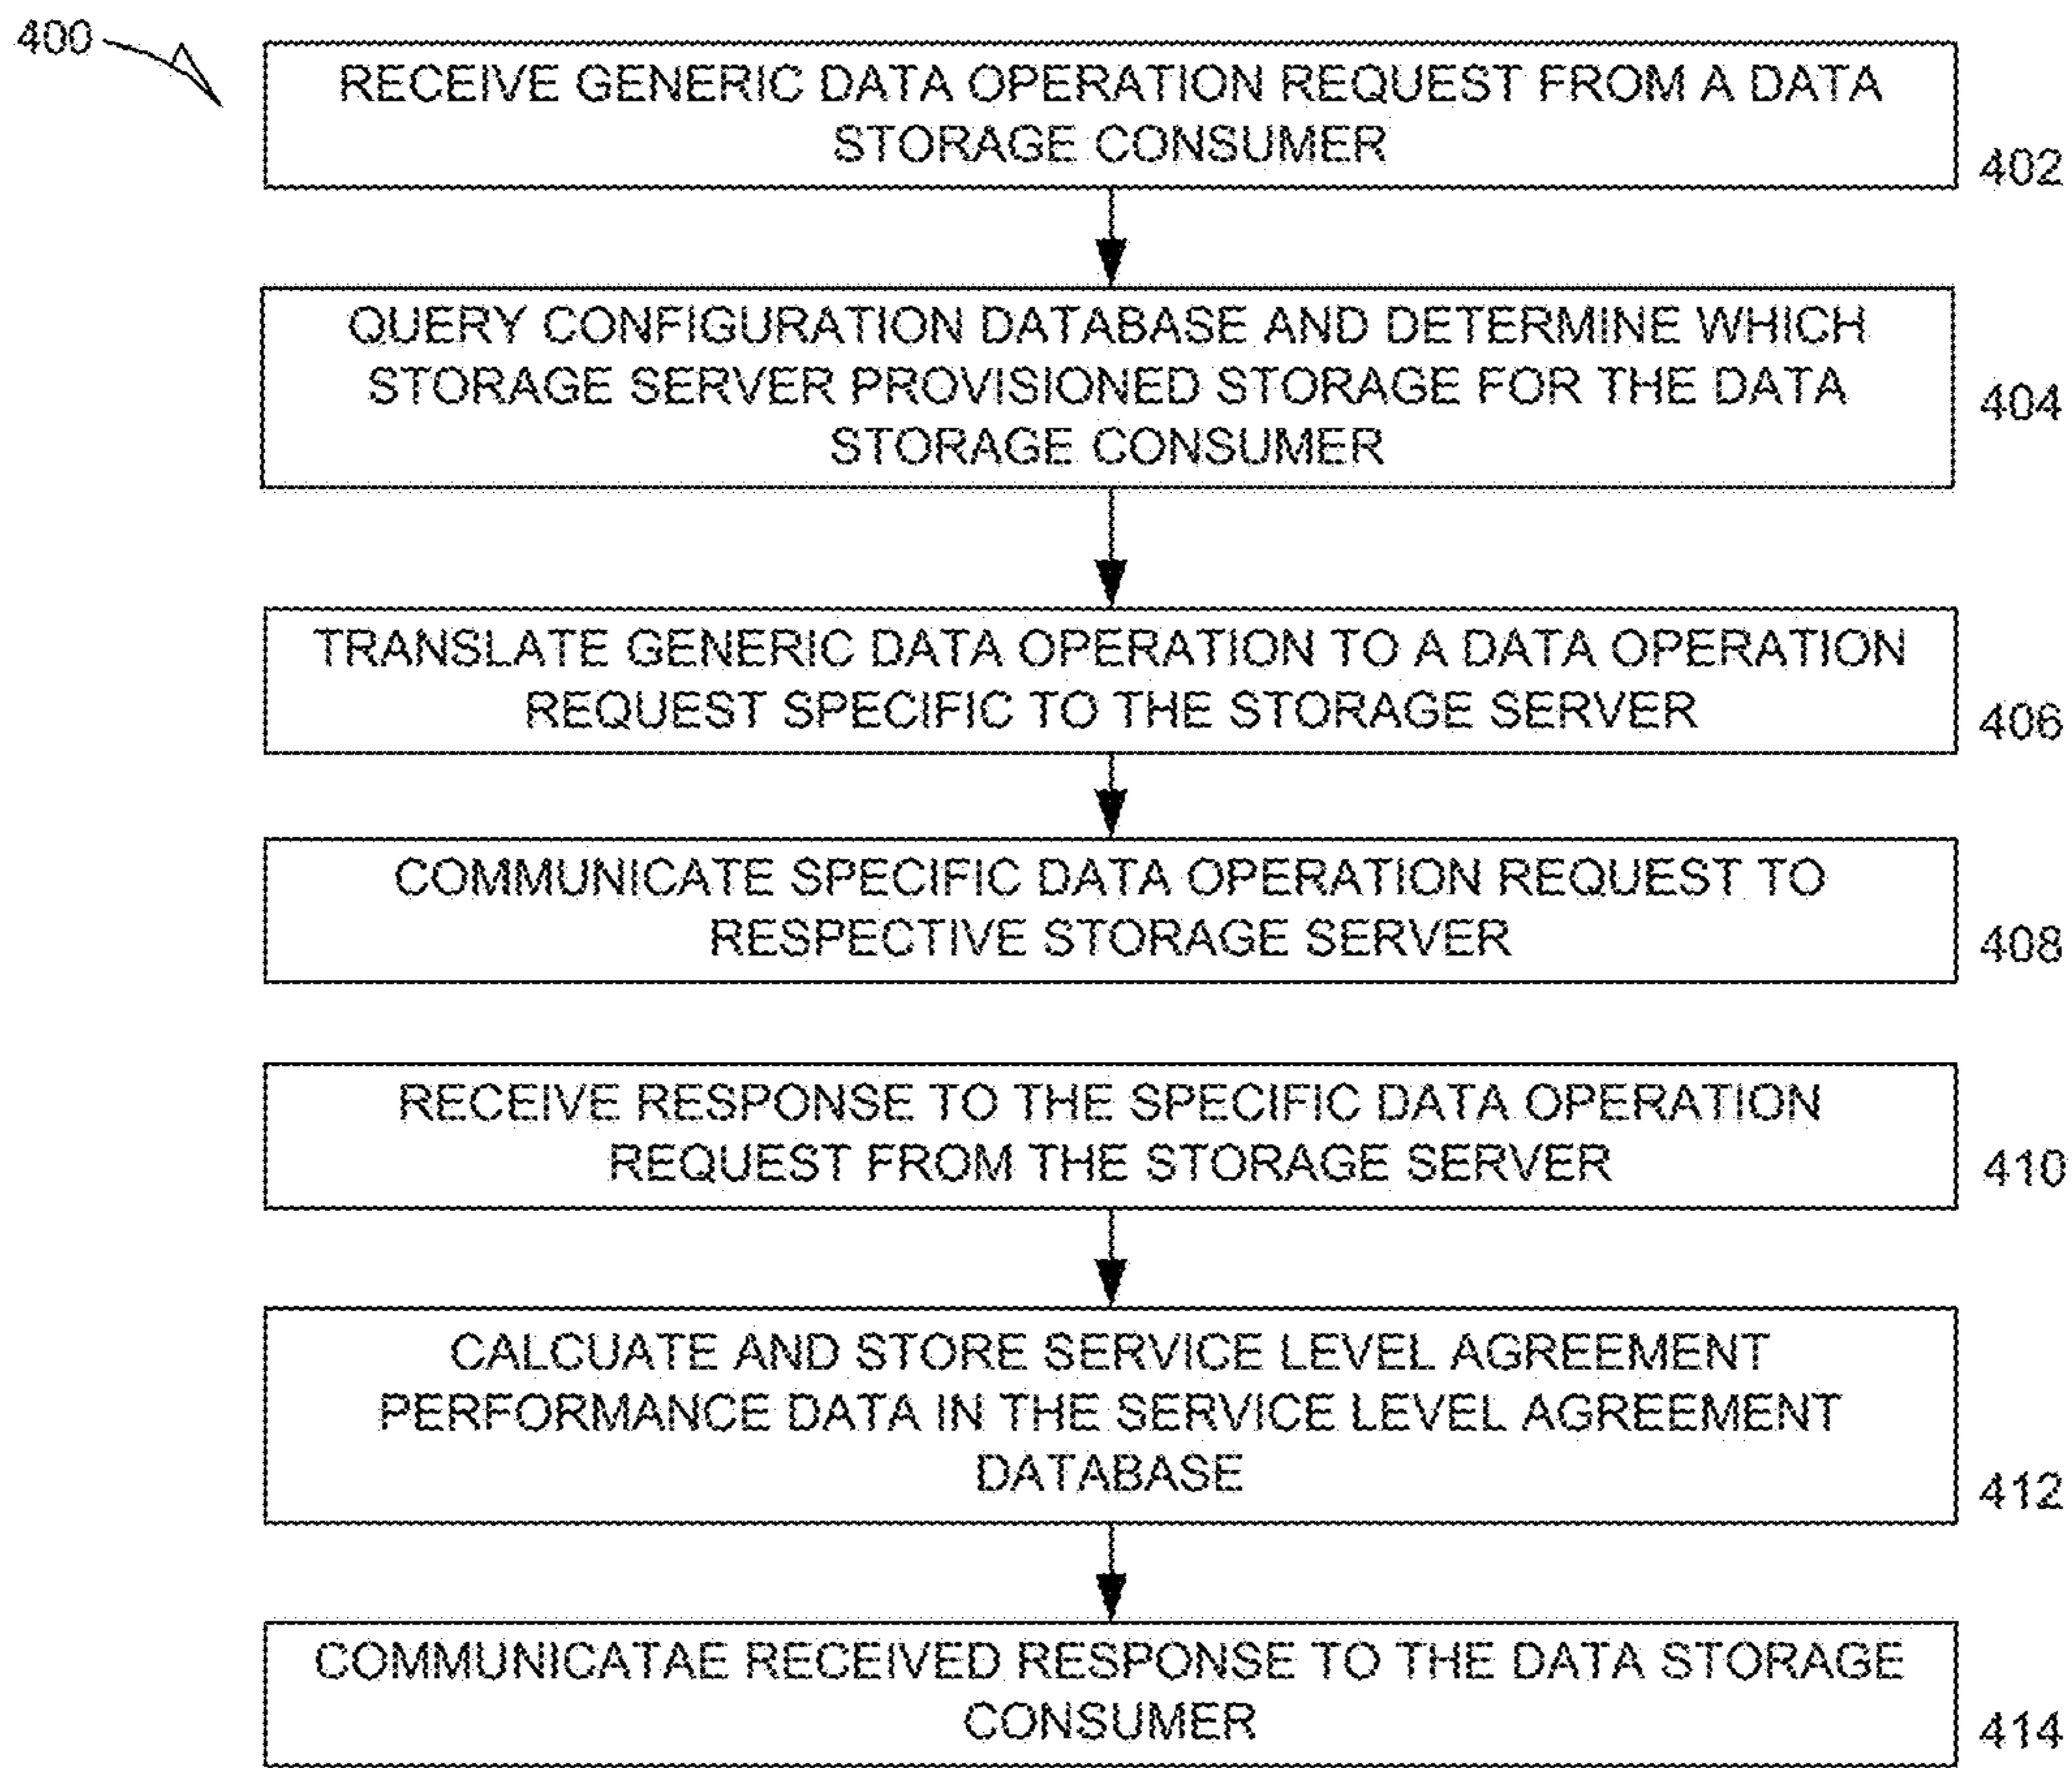 400
RECEIVE GENERIC DATA OPERATION REQUEST FROM A DATA
STORAGE CONSUMER
402
QUERY CONFIGURATION DATABASE AND DETERMINE WHICH
STORAGE SERVER PROVISIONED STORAGE FOR THE DATA
STORAGE CONSUMER
404
TRANSLATE GENERIC DATA OPERATION TO A DATA OPERATION
REQUEST SPECIFIC TO THE STORAGE SERVER
406
COMMUNICATE SPECIFIC DATA OPERATION REQUEST TO
RESPECTIVE STORAGE SERVER
408
RECEIVE RESPONSE TO THE SPECIFIC DATA OPERATION
REQUEST FROM THE STORAGE SERVER
410
CALCUATE AND STORE SERVICE LEVEL AGREEMENT
PERFORMANCE DATA IN THE SERVICE LEVEL AGREEMENT
DATABASE
412
COMMUNICATAE RECEIVED RESPONSE TO THE DATA STORAGE
CONSUMER
414